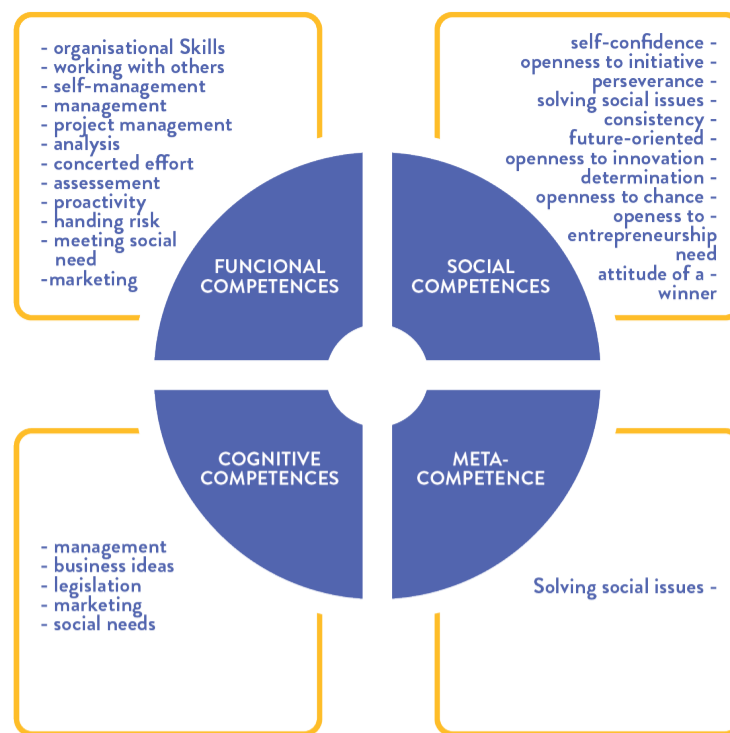 - organisational Skills
- working with others
- self-management
- management
- project management
- analysis
- concerted effort
- assessement
- proactivity
- handing risk
- meeting social
need
-marketing
FUNCIONAL
COMPETENCES
self-confidence -
openness to initiative -
perseverance -
solving social issues -
consistency -
future-oriented -
openness to innovation -
determination -
openness to chance -
openess to -
entrepreneurship
need
attitude of a -
winner
SOCIAL
COMPETENCES
COGNITIVE
COMPETENCES
- management
- business ideas
- legislation
- marketing
- social needs
META-
COMPETENCE
Solving social issues -